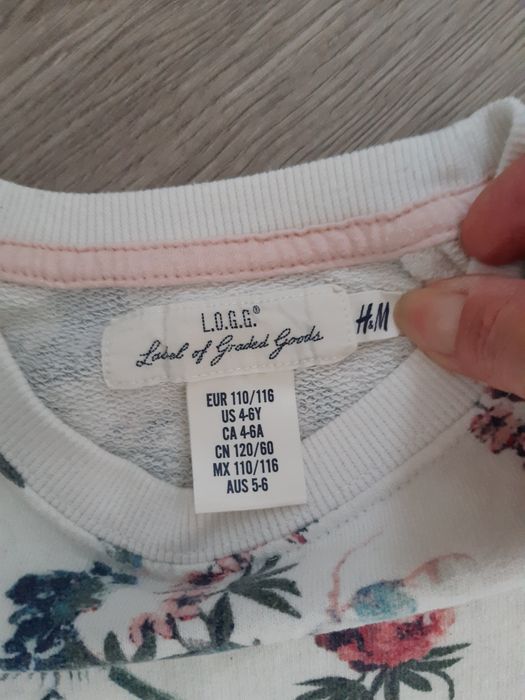 L.O.G.G.®
Label of Graded Goods
H&M
EUR 110/116
US 4-6Y
CA 4-6A
CN 120/60
MX 110/116
AUS 5-6